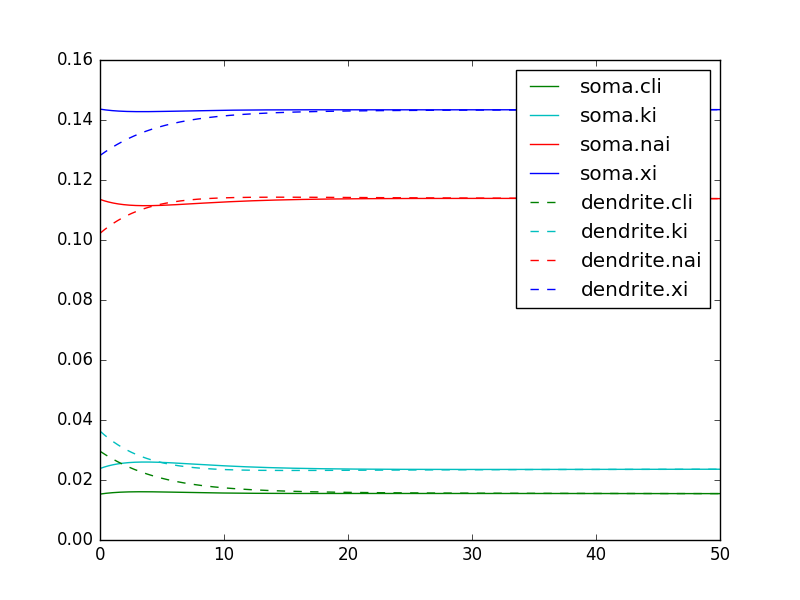 0.16
0.14
0.12
0.10
0.08
0.06
0.04
0.02
0.00
0
10
20
30
40
50
soma.cli
soma.ki
soma.nai
soma.xi
dendrite.cli
dendrite.ki
dendrite.nai
dendrite.xi